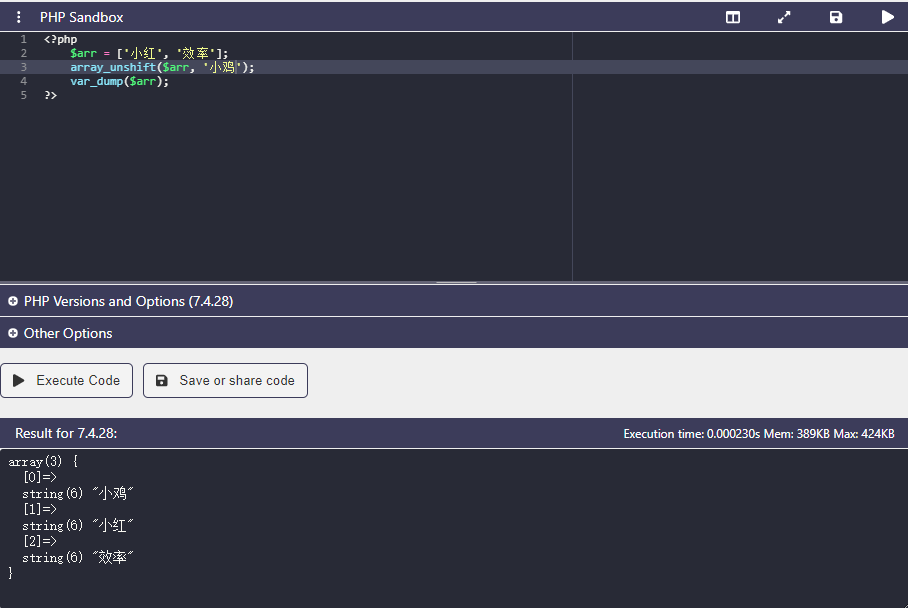 PHP Sandbox
1 <?php
2 $arr = ['小红', '效率'];
3 array_unshift($arr, '小鸡');
4 var_dump($arr);
5 ?>
PHP Versions and Options (7.4.28)
Other Options
Execute Code Save or share code
Result for 7.4.28: Execution time: 0.000230s Mem: 389KB Max: 424KB
array(3) {
[0]=>
string(6) "小鸡"
[1]=>
string(6) "小红"
[2]=>
string(6) "效率"
}